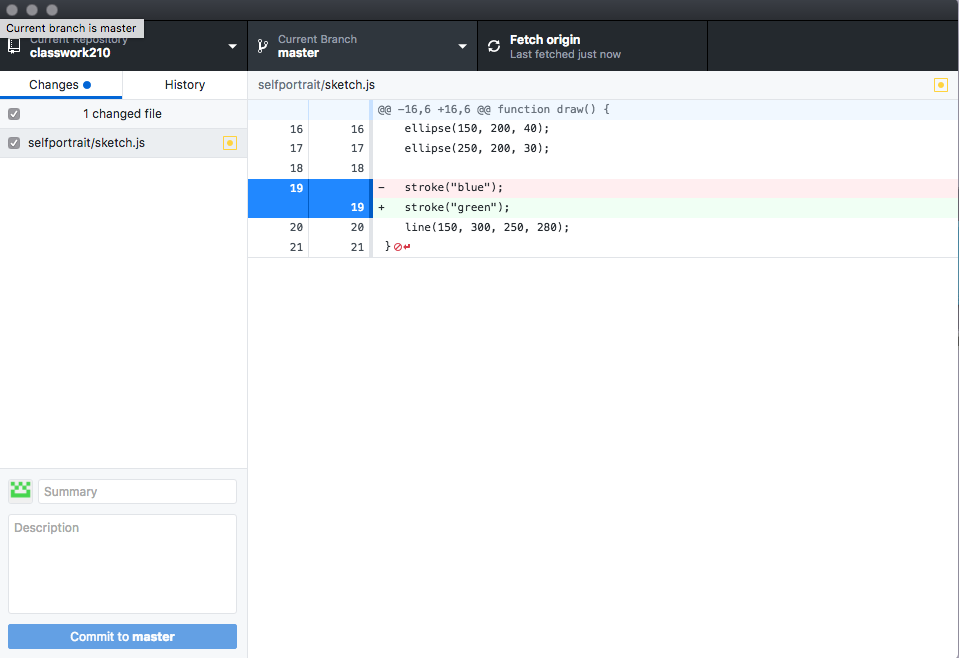 Current branch is master
Current Repository
classwork210
Current Branch
master
Fetch origin
Last fetched just now
Changes
History
selfportrait/sketch.js
1 changed file
selfportrait/sketch.js
@@ -16,6 +16,6 @@ function draw() {
16 16 ellipse(150, 200, 40);
17 17 ellipse(250, 200, 30);
18 18
19 - stroke("blue");
19 + stroke("green");
20 20 line(150, 300, 250, 280);
21 21 }
Summary
Description
Commit to master